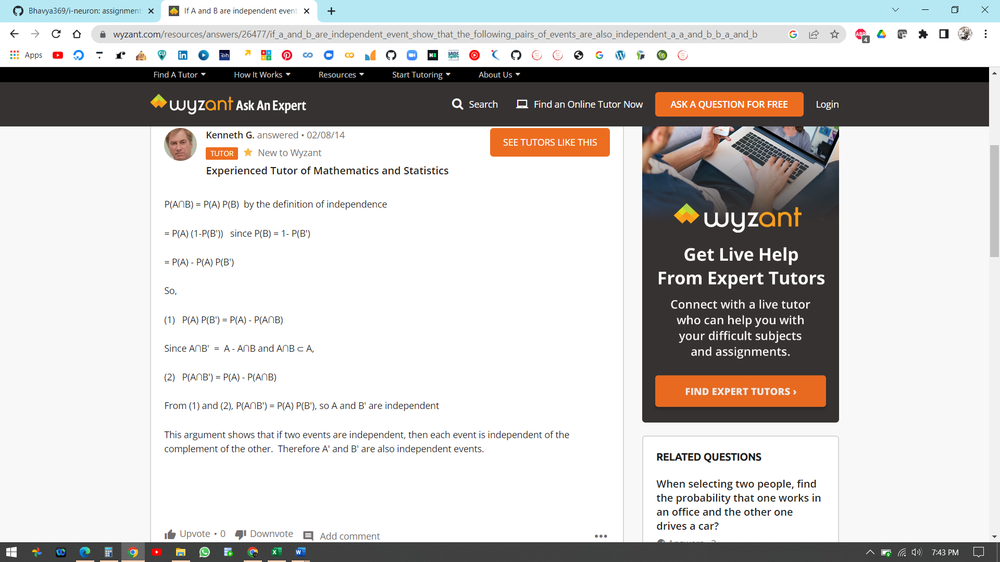 Bhavya369/i-neuron: assignment
If A and B are independent event
wyzant.com/resources/answers/26477/if_a_and_b_are_independent_event_show_that_the_following_pairs_of_events_are_also_independent_a_a_and_b_b_a_and_b
ABP
4
Apps
Find A Tutor
How It Works
Resources
Start Tutoring
About Us
wyzant Ask An Expert
Search
Find an Online Tutor Now
ASK A QUESTION FOR FREE
Login
Kenneth G. answered • 02/08/14
TUTOR
New to Wyzant
SEE TUTORS LIKE THIS
Experienced Tutor of Mathematics and Statistics
P(A∩B) = P(A) P(B)  by the definition of independence
= P(A) (1-P(B'))   since P(B) = 1- P(B')
= P(A) - P(A) P(B')
So,
(1)   P(A) P(B') = P(A) - P(A∩B)
Since A∩B'  =  A - A∩B and A∩B ⊂ A,
(2)   P(A∩B') = P(A) - P(A∩B)
From (1) and (2), P(A∩B') = P(A) P(B'), so A and B' are independent
This argument shows that if two events are independent, then each event is independent of the
complement of the other.  Therefore A' and B' are also independent events.
Upvote • 0
Downvote
Add comment
wyzant
Get Live Help
From Expert Tutors
Connect with a live tutor
who can help you with
your difficult subjects
and assignments.
FIND EXPERT TUTORS ›
RELATED QUESTIONS
When selecting two people, find
the probability that one works in
an office and the other one
drives a car?
7:43 PM